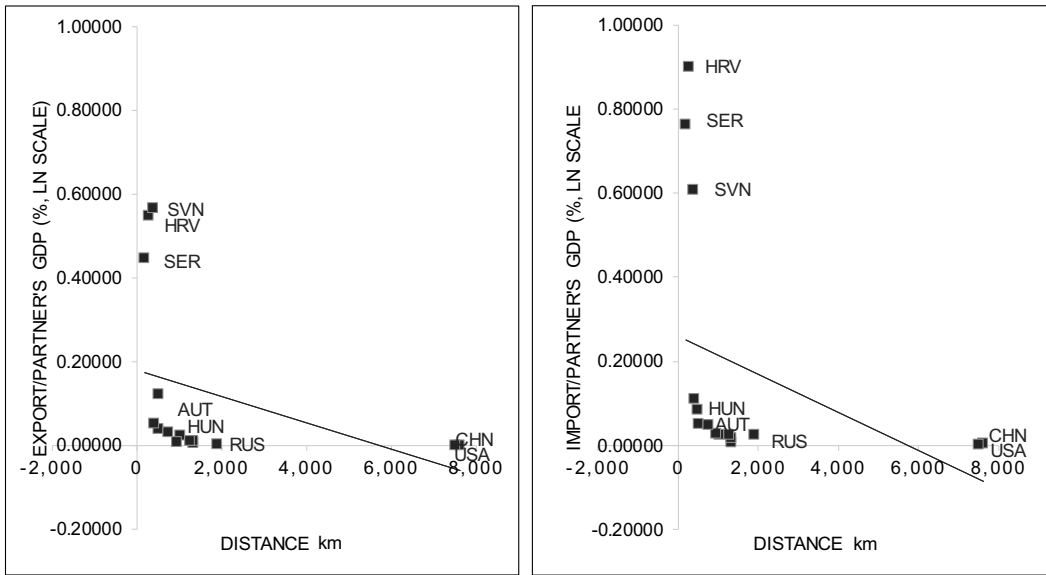 EXPORT/PARTNER'S GDP (%, LN SCALE)
1.00000
0.80000
0.60000
0.40000
0.20000
0.00000
-0.20000
SVN
HRV
SER
AUT
HUN
RUS
CHN
USA
-2,000 0 2,000 4,000 6,000 8,000
DISTANCE km
IMPORT/PARTNER'S GDP (%, LN SCALE
1.00000
0.80000
0.60000
0.40000
0.20000
0.00000
-0.20000
HRV
SER
SVN
HUN
AUT
RUS
CHN
USA
-2,000 0 2,000 4,000 6,000 8,000
DISTANCE km